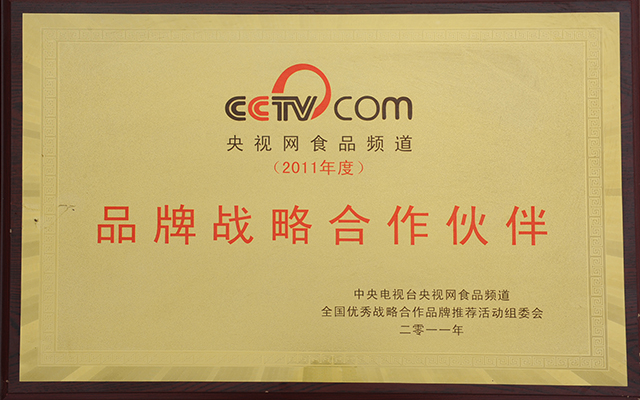 CCTV.COM
央视网食品频道
（2011年度）
品牌战略合作伙伴
中央电视台央视网食品频道
全国优秀战略合作品牌推荐活动组委会
二零一一年